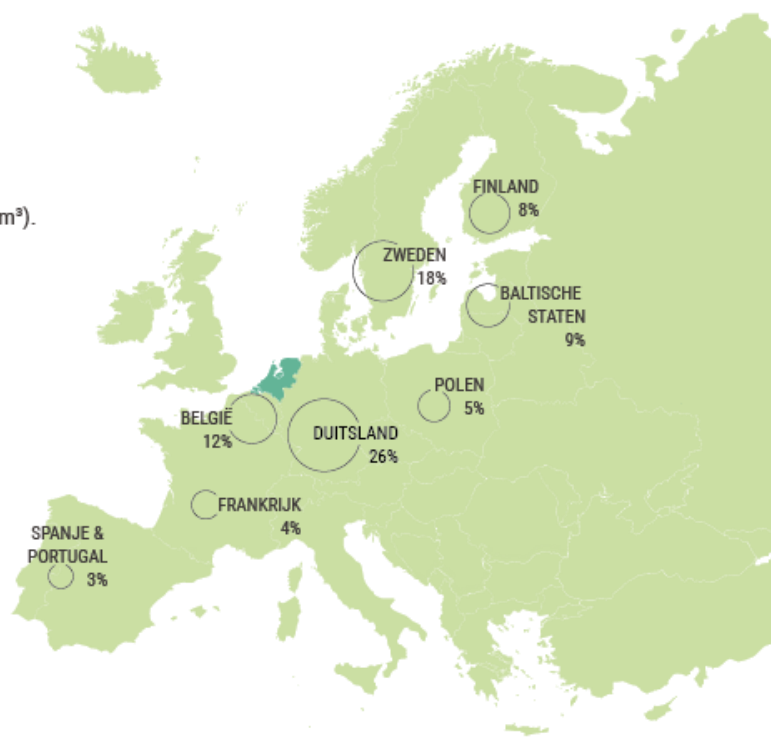 m³).
FINLAND
8%
ZWEDEN
18%
BALTISCHE
STATEN
9%
POLEN
5%
BELGIË
12%
DUITSLAND
26%
FRANKRIJK
4%
SPANJE &
PORTUGAL
3%